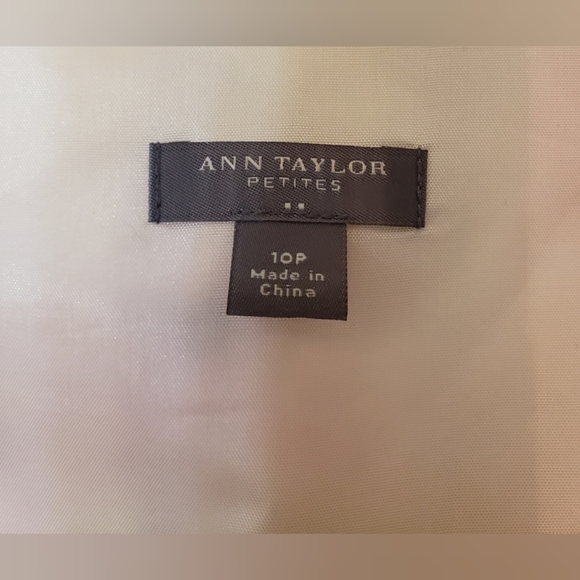 ANN TAYLOR
PETITES
10P
Made in
China